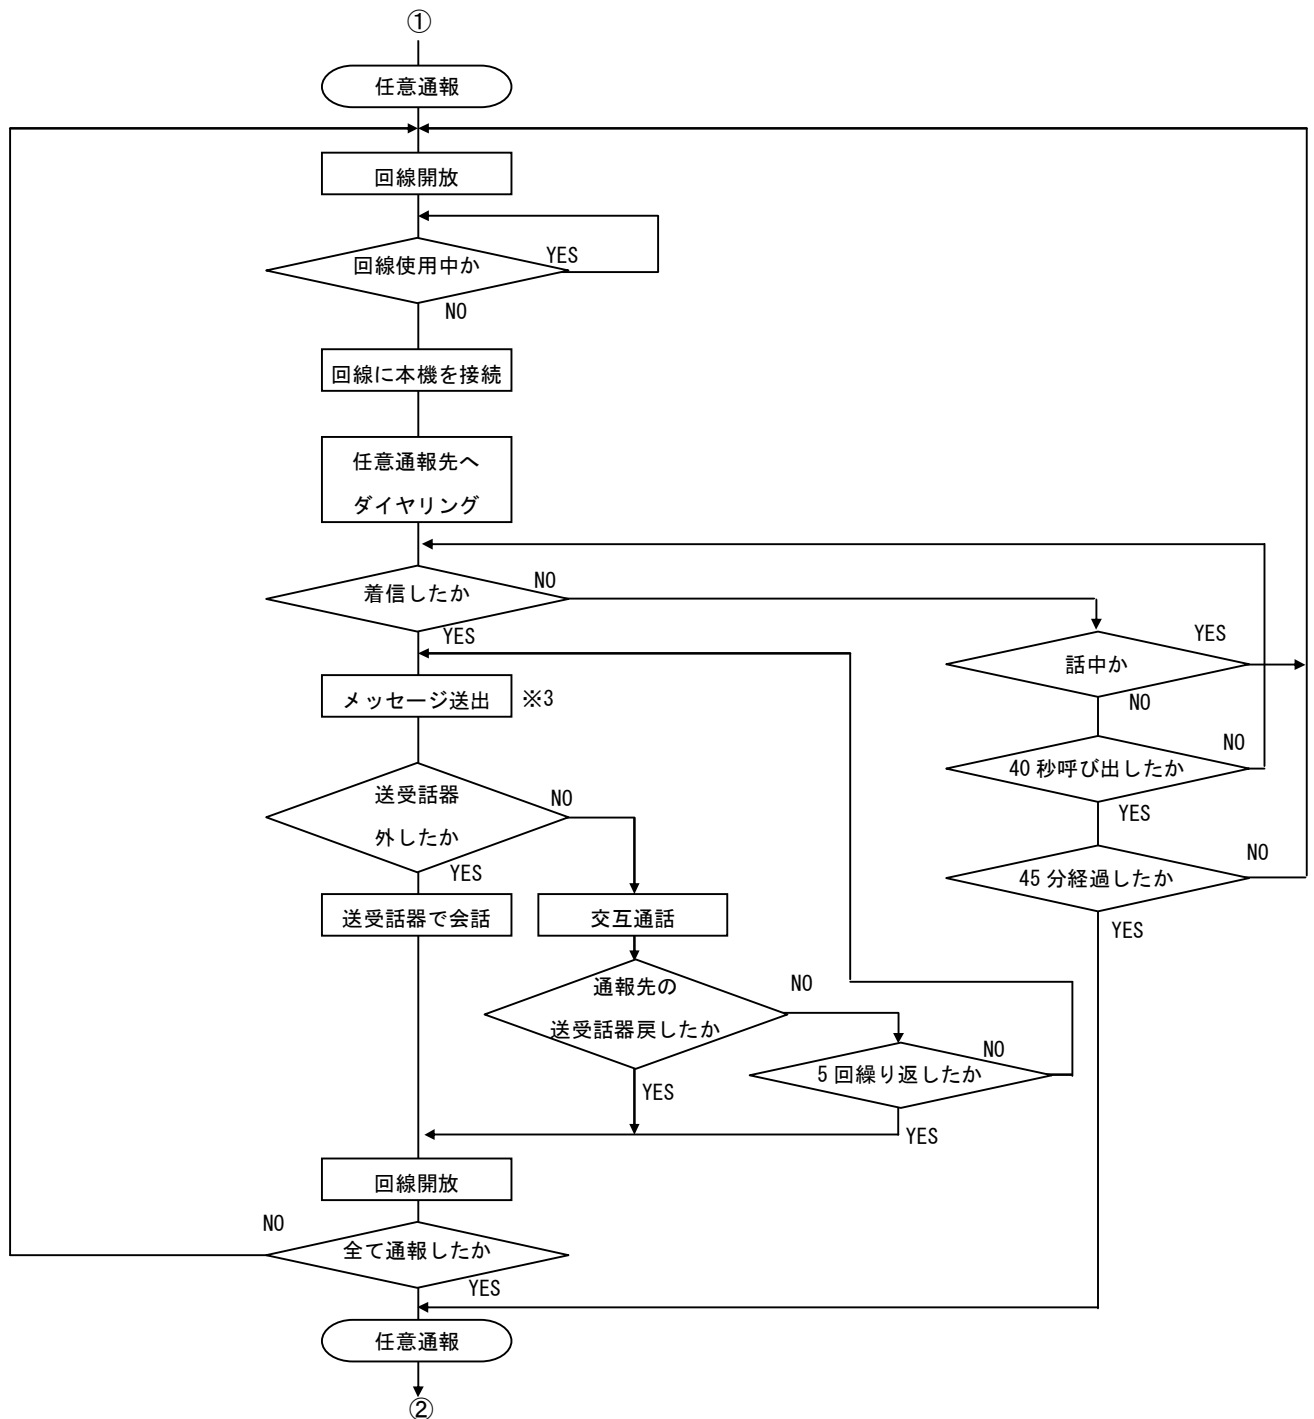 ①
任意通報
回線開放
回線使用中か
YES
NO
回線に本機を接続
任意通報先へ
ダイヤリング
着信したか
NO
YES
話中か
YES
NO
メッセージ送出
※3
40秒呼び出したか
NO
YES
送受話器
外したか
NO
YES
45分経過したか
NO
YES
送受話器で会話
交互通話
通報先の
送受話器戻したか
NO
YES
5回繰り返したか
NO
YES
回線開放
全て通報したか
NO
YES
任意通報
②